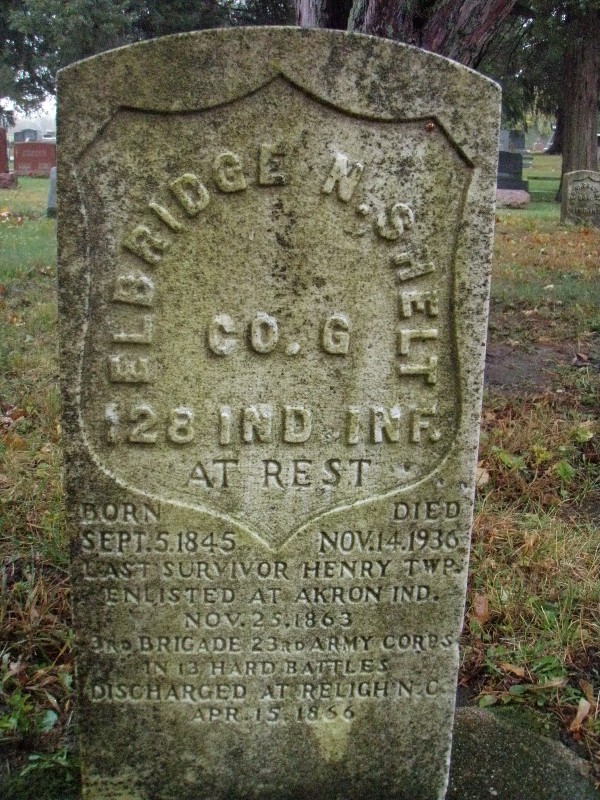 ELBRIDGE N. SHELT
CO. G
128 IND. INF.
AT REST
BORN DIED
SEPT. 5. 1845 NOV. 14. 1936
LAST SURVIVOR HENRY TWP.
ENLISTED AT AKRON IND.
NOV. 25. 1863
3RD BRIGADE 23RD ARMY CORPS
IN 13 HARD BATTLES
DISCHARGED AT RELIGH N.C.
APR. 15. 1866